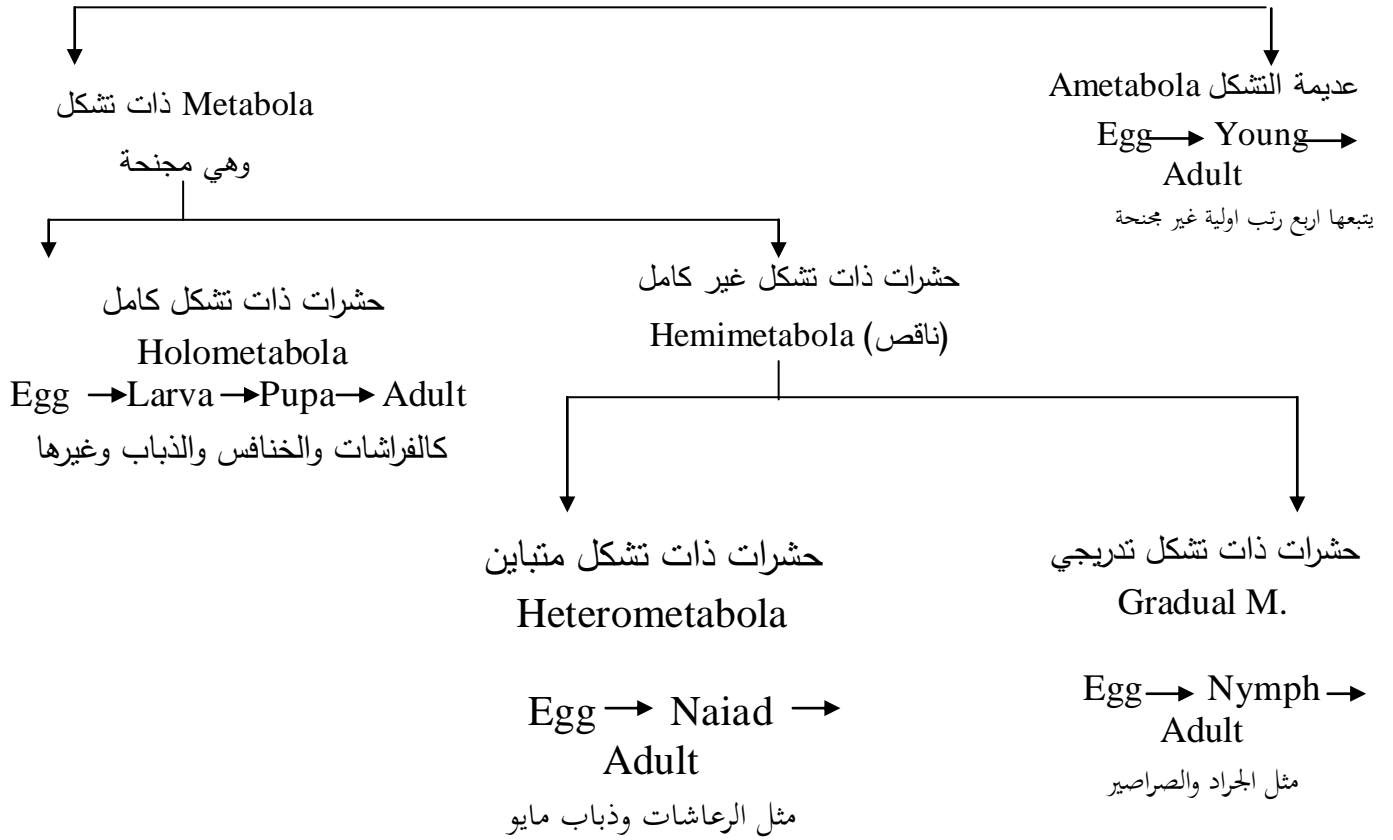 عديمة التشكل Ametabola
Egg → Young →
Adult
يتبعها اربع رتب اولية غير مجنحة
Metabola ذات تشكل
وهي مجنحة
حشرات ذات تشكل غير كامل
(ناقص) Hemimetabola
حشرات ذات تشكل كامل
Holometabola
Egg → Larva → Pupa → Adult
كالفراشات والخنافس والذباب وغيرها
حشرات ذات تشكل تدريجي
Gradual M.
Egg → Nymph →
Adult
مثل الجراد والصراصير
حشرات ذات تشكل متباين
Heterometabola
Egg → Naiad →
Adult
مثل الرعاشات وذباب مايو